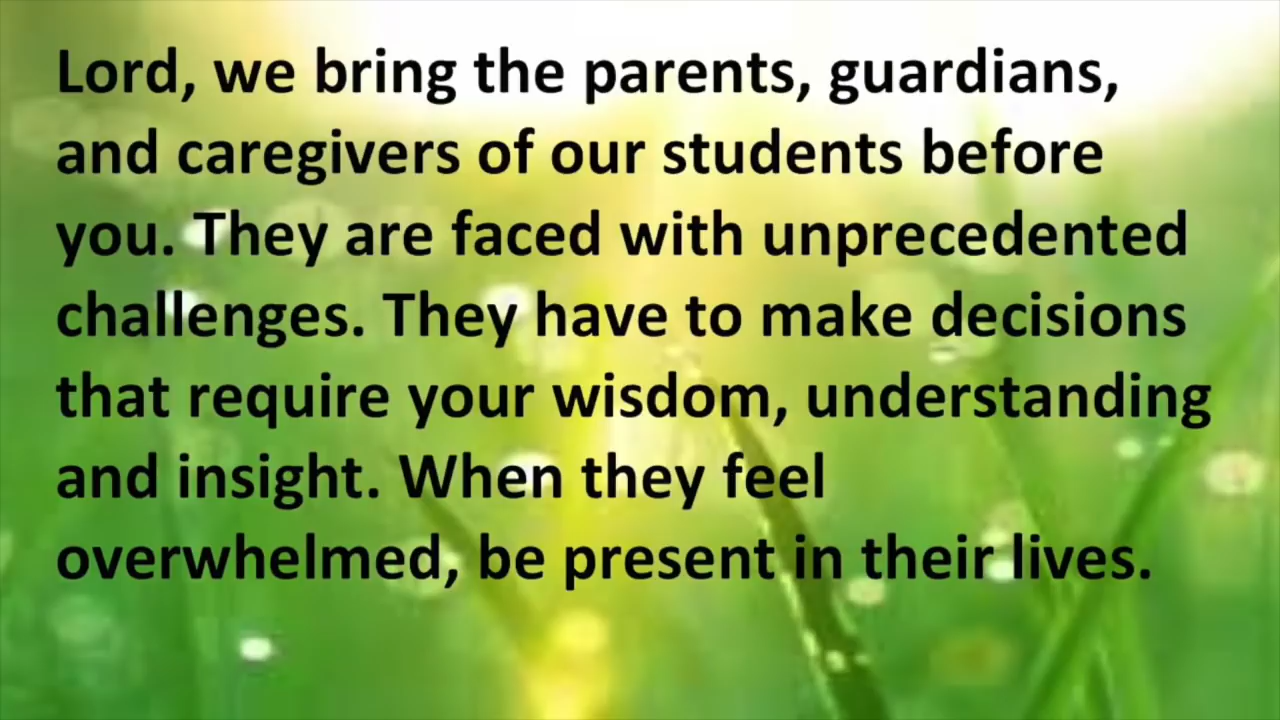 Lord, we bring the parents, guardians,
and caregivers of our students before
you. They are faced with unprecedented
challenges. They have to make decisions
that require your wisdom, understanding
and insight. When they feel
overwhelmed, be present in their lives.